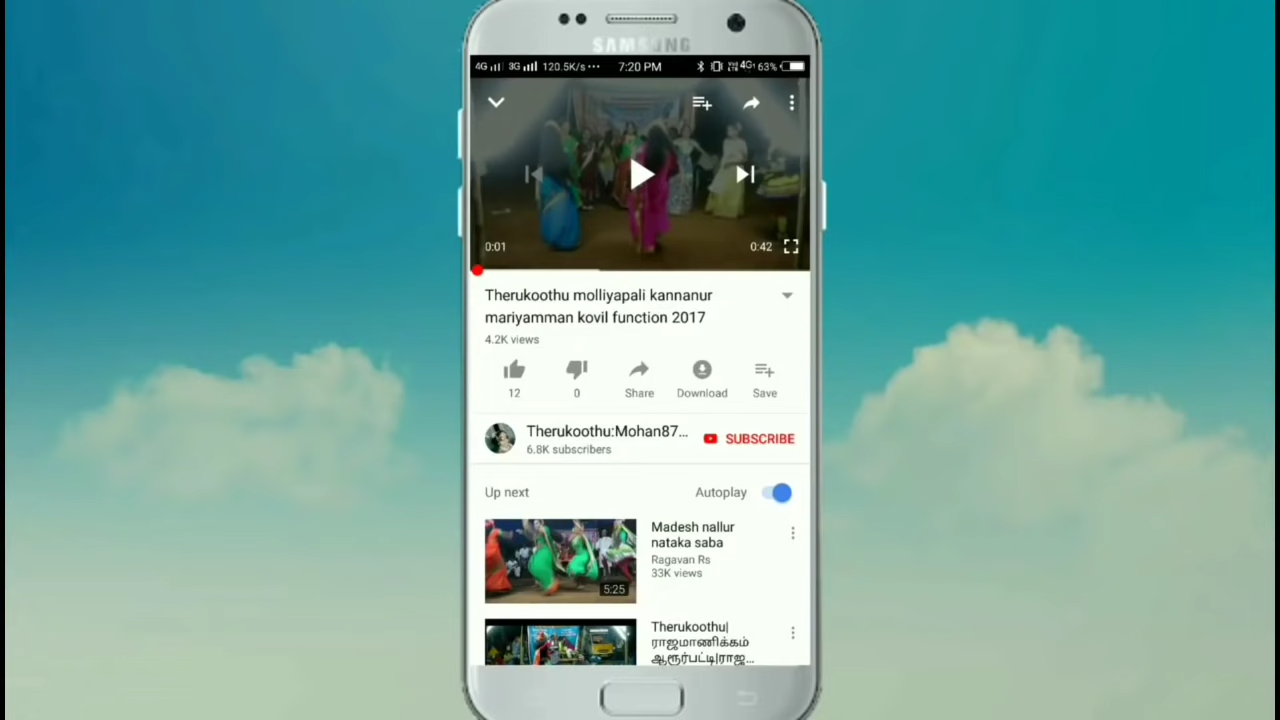 SAMSUNG
4G 3G 120.5K/s ··· 7:20 PM 4G 63%
0:01 0:42
Therukoothu molliyapali kannanur
mariyamman kovil function 2017
4.2K views
12 0 Share Download Save
Therukoothu:Mohan87... SUBSCRIBE
6.8K subscribers
Up next Autoplay
Madesh nallur
nataka saba
Ragavan Rs
33K views
5:25
Therukoothu|
ராஜமாணிக்கம்
ஆரூர்பட்டி|ராஜ...